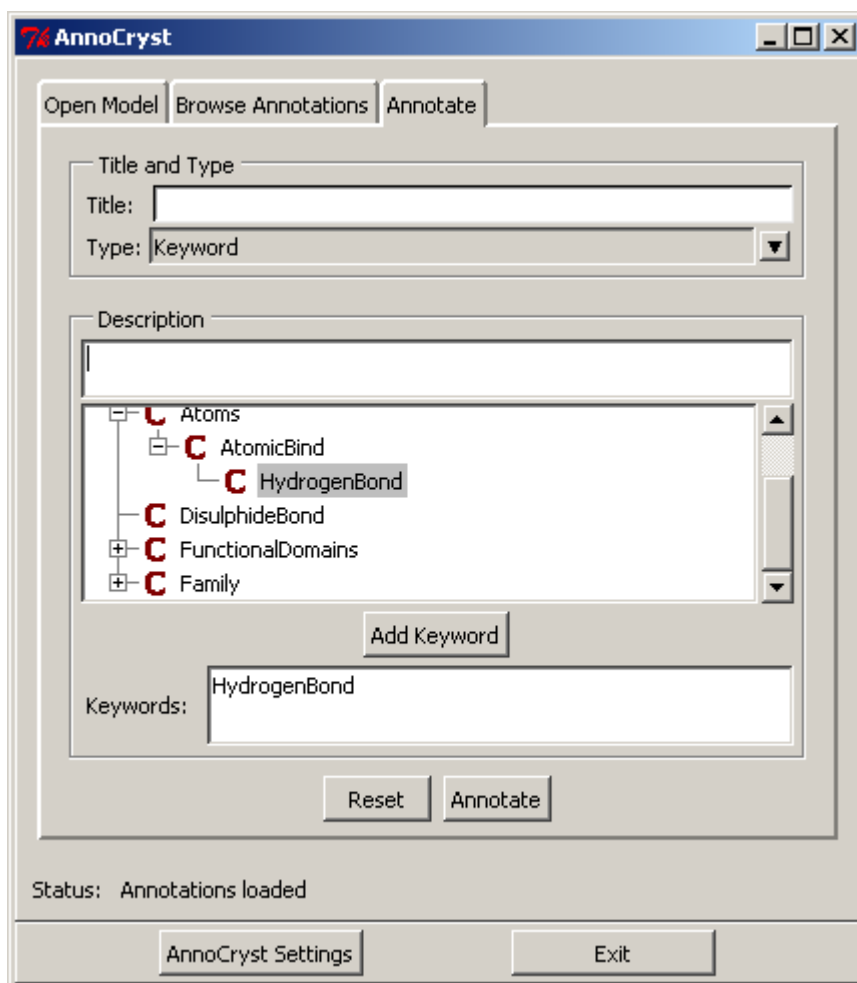 AnnoCryst
Open Model Browse Annotations Annotate
Title and Type
Title:
Type: Keyword
Description
C Atoms
C AtomicBind
C HydrogenBond
C DisulphideBond
C FunctionalDomains
C Family
Add Keyword
Keywords: HydrogenBond
Reset Annotate
Status: Annotations loaded
AnnoCryst Settings Exit